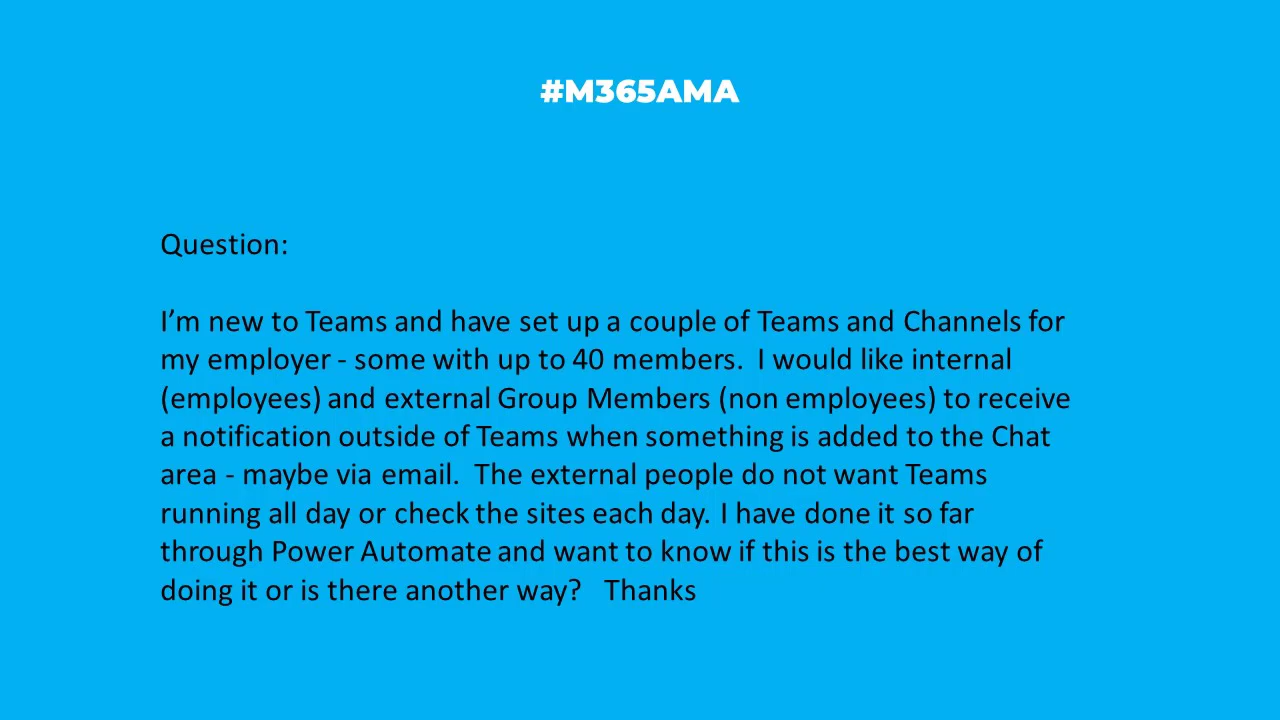 #M365AMA
Question:
I’m new to Teams and have set up a couple of Teams and Channels for
my employer - some with up to 40 members.  I would like internal
(employees) and external Group Members (non employees) to receive
a notification outside of Teams when something is added to the Chat
area - maybe via email.  The external people do not want Teams
running all day or check the sites each day. I have done it so far
through Power Automate and want to know if this is the best way of
doing it or is there another way?   Thanks